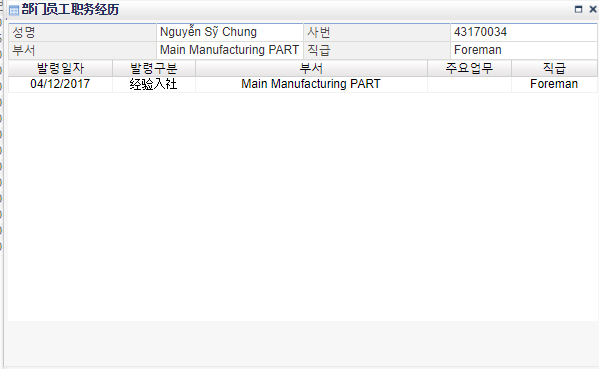 部门员工职务经历
성명 Nguyễn Sỹ Chung 사번 43170034
부서 Main Manufacturing PART 직급 Foreman
발령일자 발령구분 부서 주요업무 직급
04/12/2017 经验入社 Main Manufacturing PART Foreman